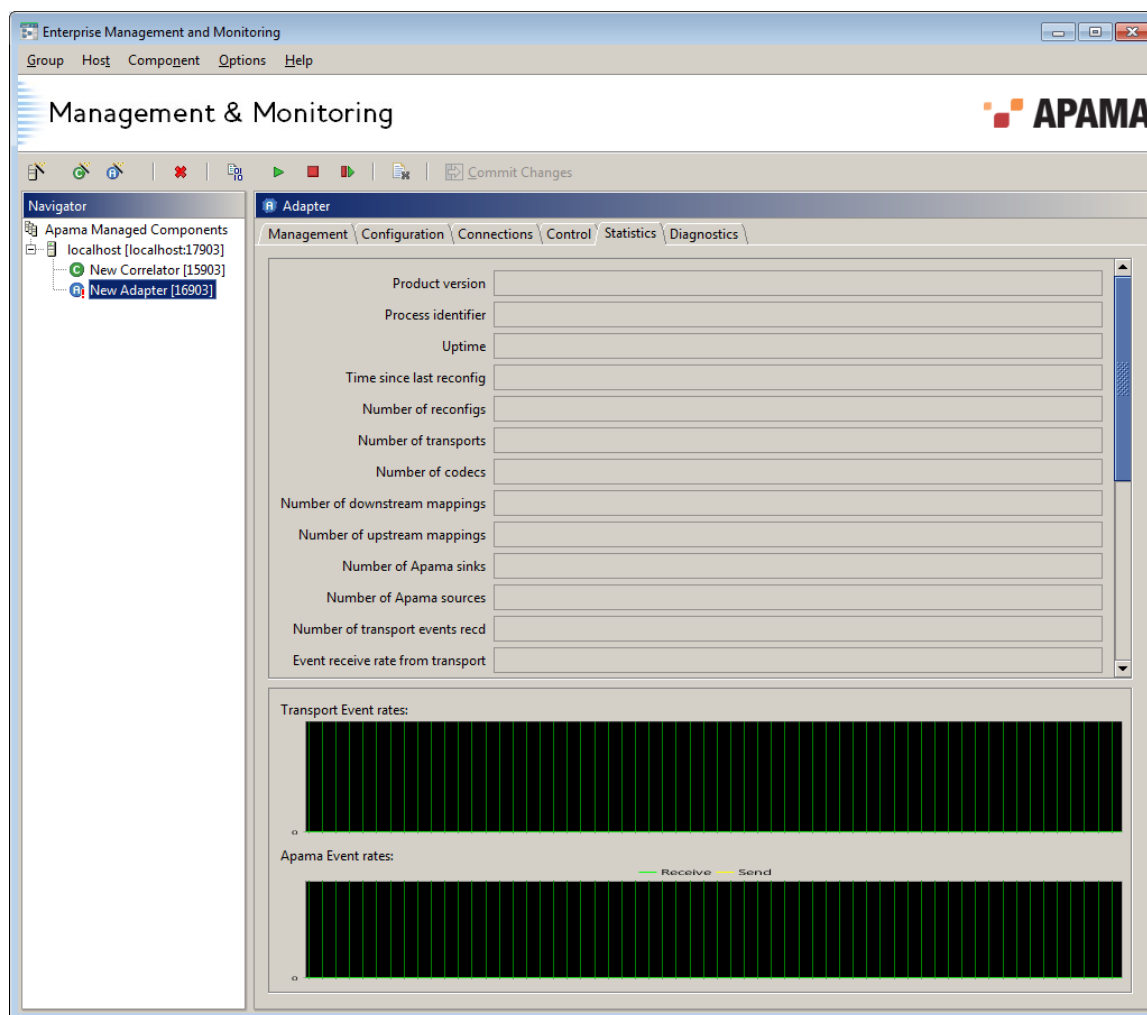 Enterprise Management and Monitoring
Group Host Component Options Help
Management & Monitoring
APAMA
Commit Changes
Navigator
Apama Managed Components
localhost [localhost:17903]
New Correlator [15903]
New Adapter [16903]
Adapter
Management Configuration Connections Control Statistics Diagnostics
Product version
Process identifier
Uptime
Time since last reconfig
Number of reconfigs
Number of transports
Number of codecs
Number of downstream mappings
Number of upstream mappings
Number of Apama sinks
Number of Apama sources
Number of transport events recd
Event receive rate from transport
Transport Event rates:
0
Apama Event rates:
Receive Send
0